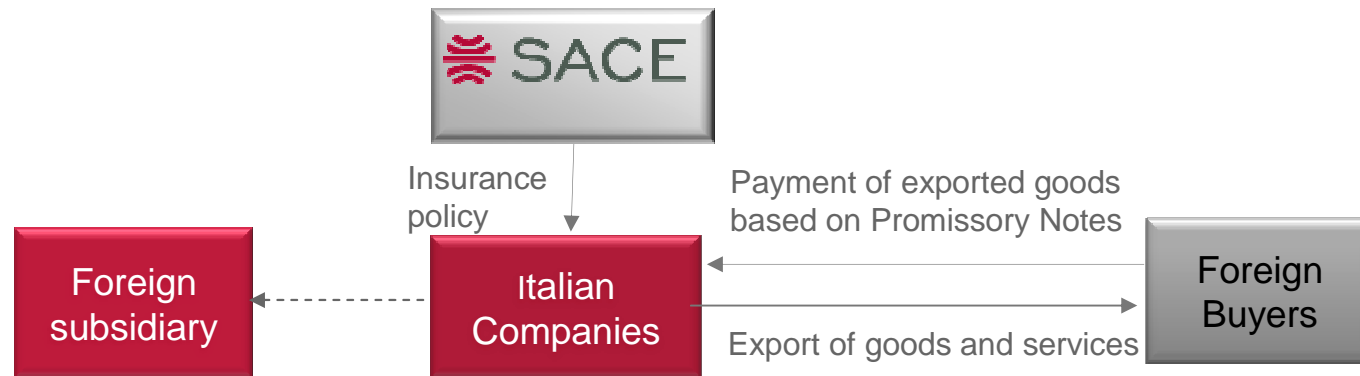 SACE
Insurance
policy
Payment of exported goods
based on Promissory Notes
Foreign
subsidiary
Italian
Companies
Foreign
Buyers
Export of goods and services